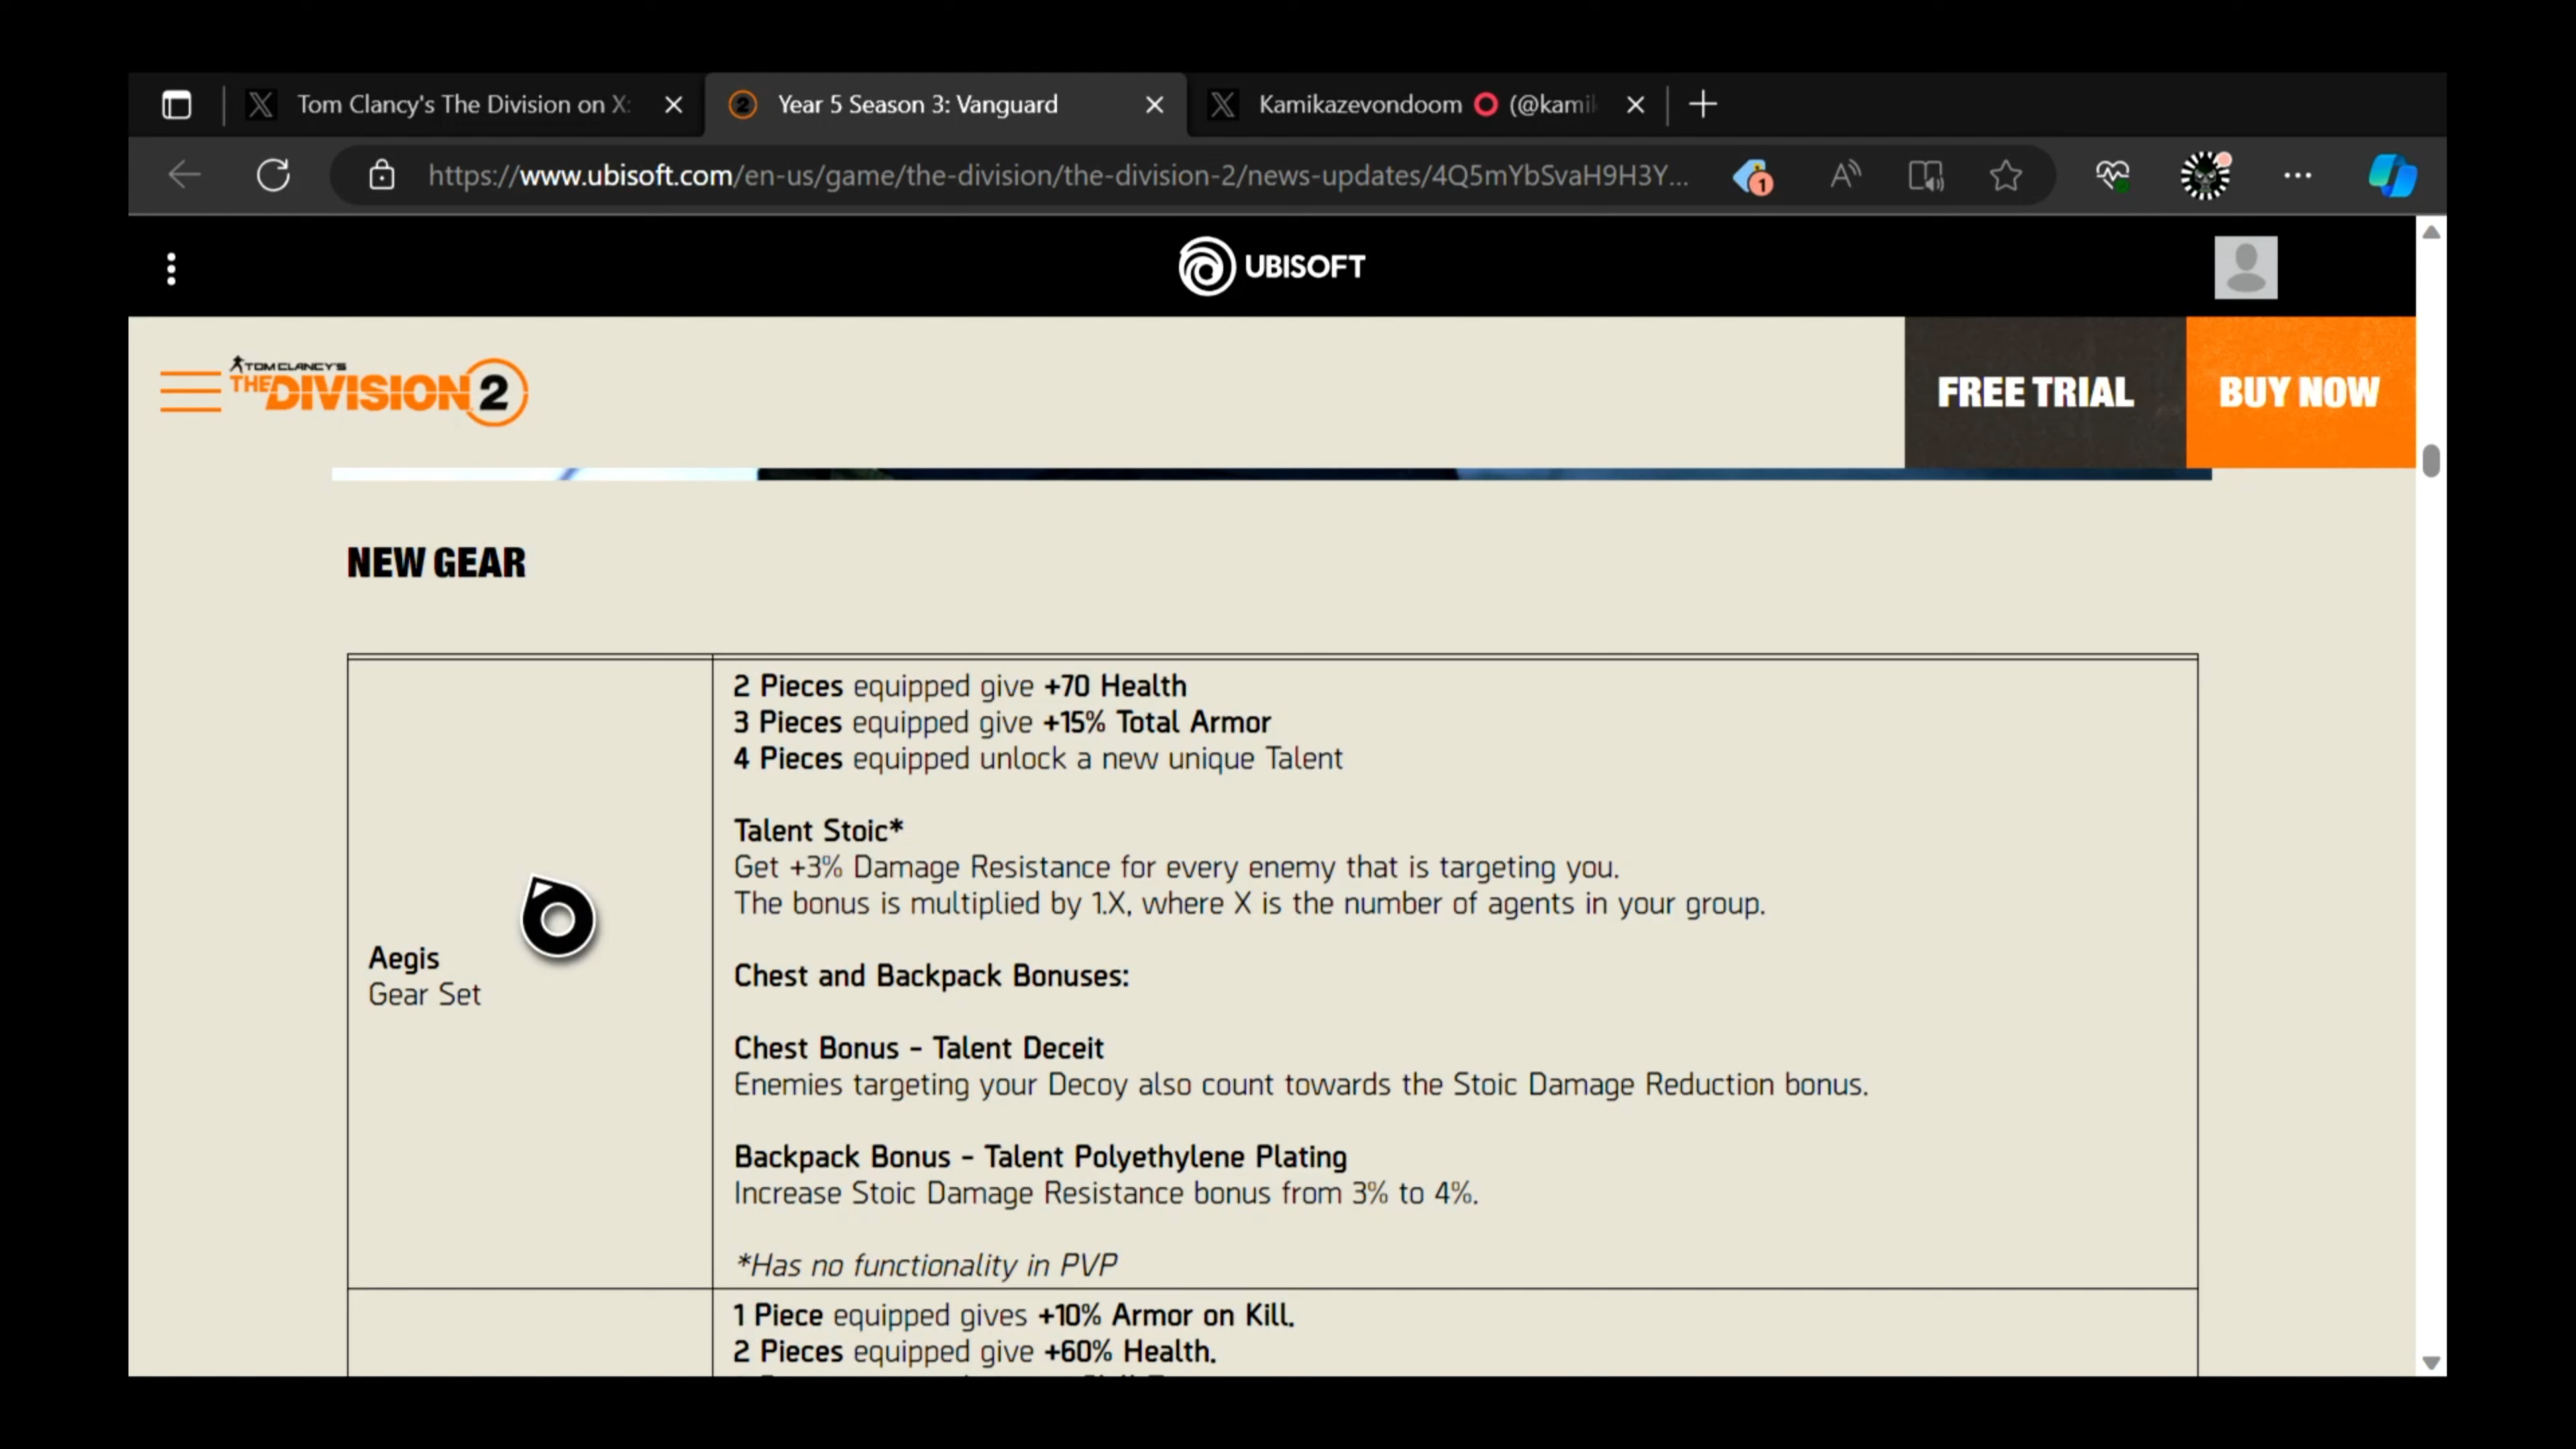 Tom Clancy's The Division on X:
Year 5 Season 3: Vanguard
Kamikazevondoom ⭕ (@kami
https://www.ubisoft.com/en-us/game/the-division/the-division-2/news-updates/4Q5mYbSvaH9H3Y...
1
UBISOFT
TOM CLANCY'S
THE DIVISION 2
FREE TRIAL
BUY NOW
NEW GEAR
2 Pieces equipped give +70 Health
3 Pieces equipped give +15% Total Armor
4 Pieces equipped unlock a new unique Talent
Talent Stoic*
Get +3% Damage Resistance for every enemy that is targeting you.
The bonus is multiplied by 1.X, where X is the number of agents in your group.
Aegis
Gear Set
Chest and Backpack Bonuses:
Chest Bonus - Talent Deceit
Enemies targeting your Decoy also count towards the Stoic Damage Reduction bonus.
Backpack Bonus - Talent Polyethylene Plating
Increase Stoic Damage Resistance bonus from 3% to 4%.
*Has no functionality in PVP
1 Piece equipped gives +10% Armor on Kill.
2 Pieces equipped give +60% Health.